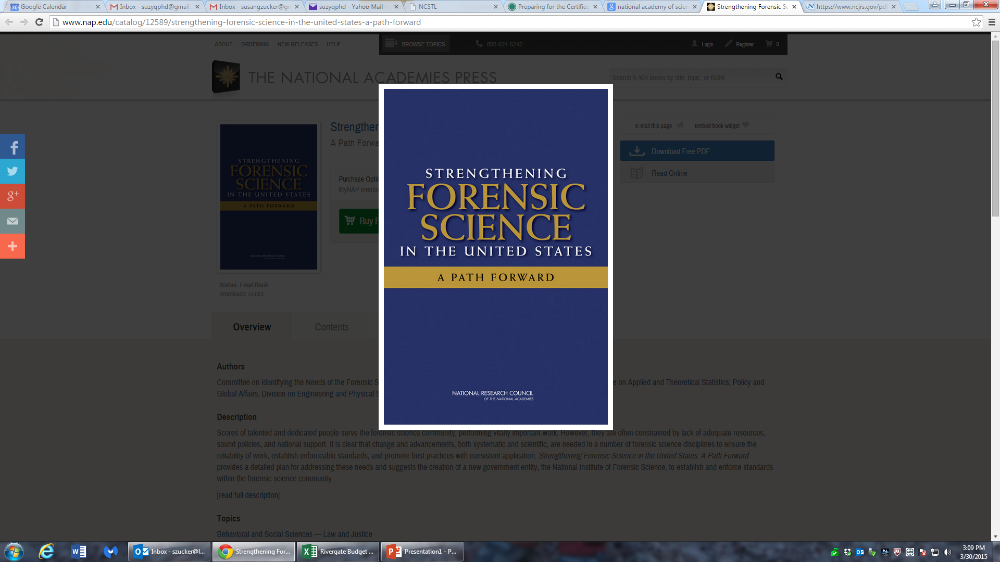 Google Calendar
Inbox - suzyqphd@gmail.
Inbox - susangzucker@gm
suzyqphd - Yahoo Mail
NCSTL
Preparing for the Certified
national academy of scien
Strengthening Forensic Sc
https://www.ncjrs.gov/pdf
www.nap.edu/catalog/12589/strengthening-forensic-science-in-the-united-states-a-path-forward
ABOUT ORDERING NEW RELEASES HELP
BROWSE TOPICS
800-624-6242
Login
Register
0
THE NATIONAL ACADEMIES PRESS
Search 5,404 books by title, topic, or ISBN
STRENGTHENING
FORENSIC
SCIENCE
IN THE UNITED STATES
A PATH FORWARD
NATIONAL RESEARCH COUNCIL
Status: Final Book
Downloads: 14,063
Strengthen
A Path Forwa
Purchase Optio
MyNAP membe
Buy P
STRENGTHENING
FORENSIC
SCIENCE
IN THE UNITED STATES
A PATH FORWARD
NATIONAL RESEARCH COUNCIL
OF THE NATIONAL ACADEMIES
E-mail this page
Embed book widget
Download Free PDF
Read Online
Overview
Contents
Authors
Committee on Identifying the Needs of the Forensic S e on Applied and Theoretical Statistics; Policy and
Global Affairs; Division on Engineering and Physical S
Description
Scores of talented and dedicated people serve the forensic science community, performing vitally important work. However, they are often constrained by lack of adequate resources,
sound policies, and national support. It is clear that change and advancements, both systematic and scientific, are needed in a number of forensic science disciplines to ensure the
reliability of work, establish enforceable standards, and promote best practices with consistent application. Strengthening Forensic Science in the United States: A Path Forward
provides a detailed plan for addressing these needs and suggests the creation of a new government entity, the National Institute of Forensic Science, to establish and enforce standards
within the forensic science community.
[read full description]
Topics
Behavioral and Social Sciences — Law and Justice
Inbox - szucker@l...
Strengthening For...
Rivergate Budget ...
Presentation1 - P...
3:09 PM
3/30/2015